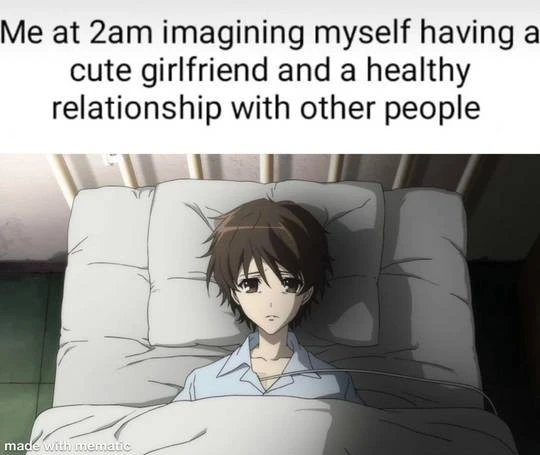 Me at 2am imagining myself having a
cute girlfriend and a healthy
relationship with other people
made with mematic